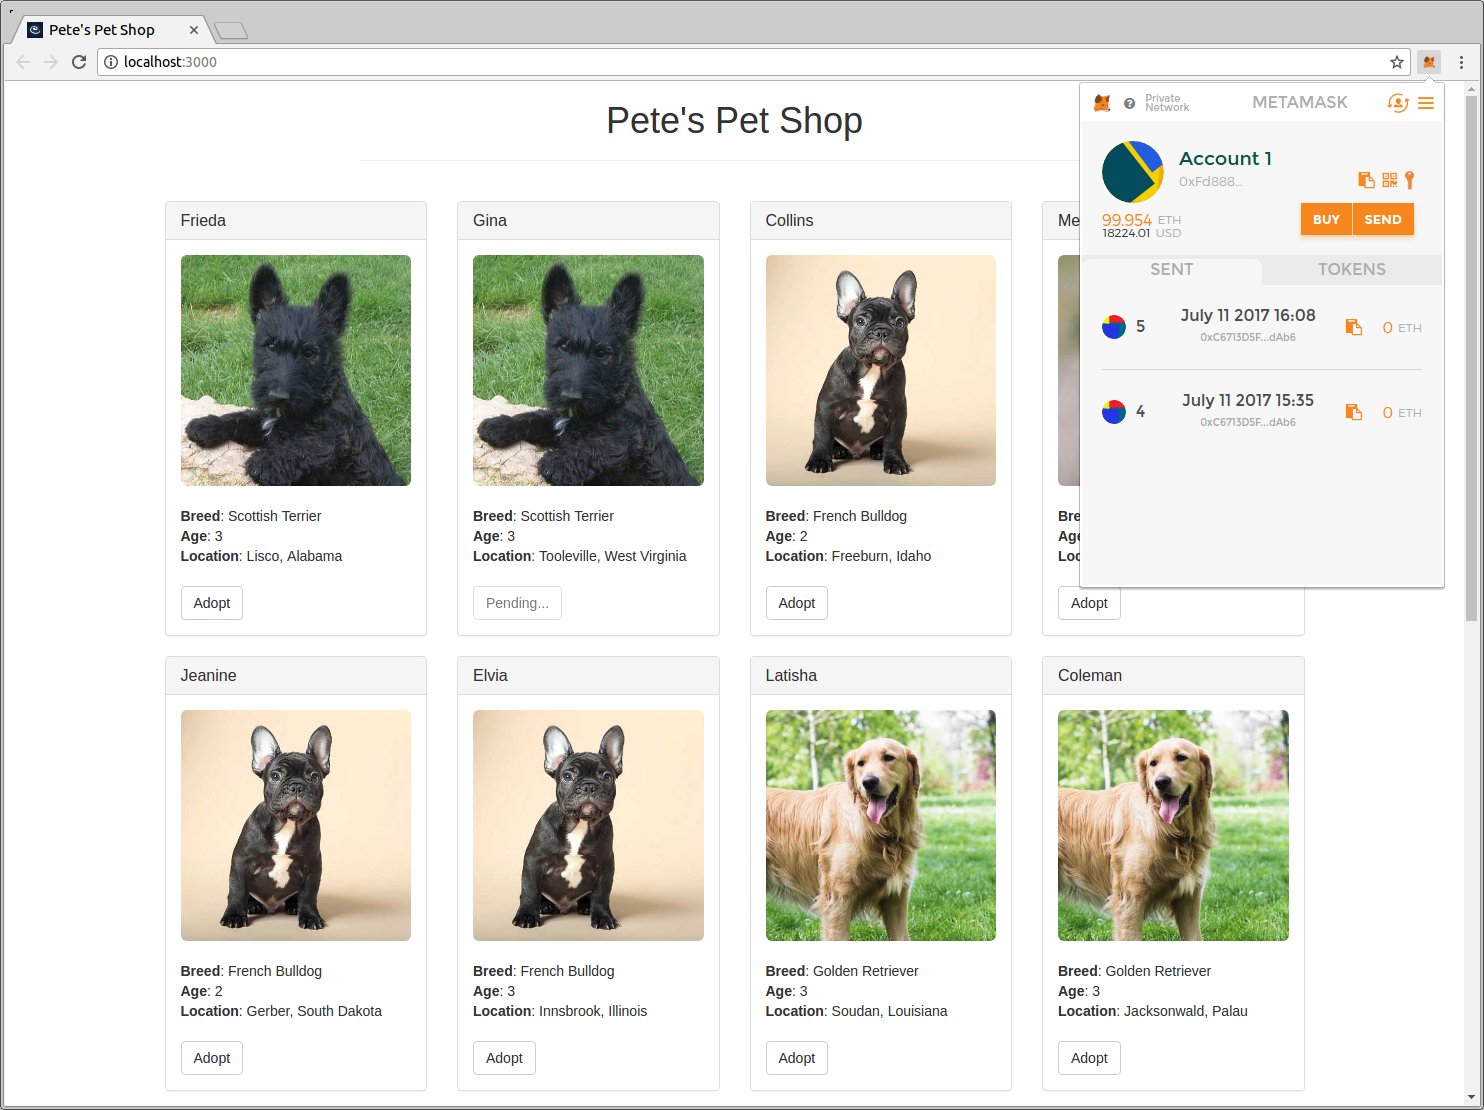 Pete's Pet Shop
localhost:3000
Pete's Pet Shop
Private
Network
METAMASK
Account 1
0xFd888...
99.954 ETH
18224.01 USD
BUY
SEND
SENT
TOKENS
5
July 11 2017 16:08
0xC6713D5F...dAb6
0 ETH
4
July 11 2017 15:35
0xC6713D5F...dAb6
0 ETH
Frieda
Breed: Scottish Terrier
Age: 3
Location: Lisco, Alabama
Adopt
Gina
Breed: Scottish Terrier
Age: 3
Location: Tooleville, West Virginia
Pending...
Collins
Breed: French Bulldog
Age: 2
Location: Freeburn, Idaho
Adopt
Me
Bre
Ag
Loc
Adopt
Jeanine
Breed: French Bulldog
Age: 2
Location: Gerber, South Dakota
Adopt
Elvia
Breed: French Bulldog
Age: 3
Location: Innsbrook, Illinois
Adopt
Latisha
Breed: Golden Retriever
Age: 3
Location: Soudan, Louisiana
Adopt
Coleman
Breed: Golden Retriever
Age: 3
Location: Jacksonwald, Palau
Adopt